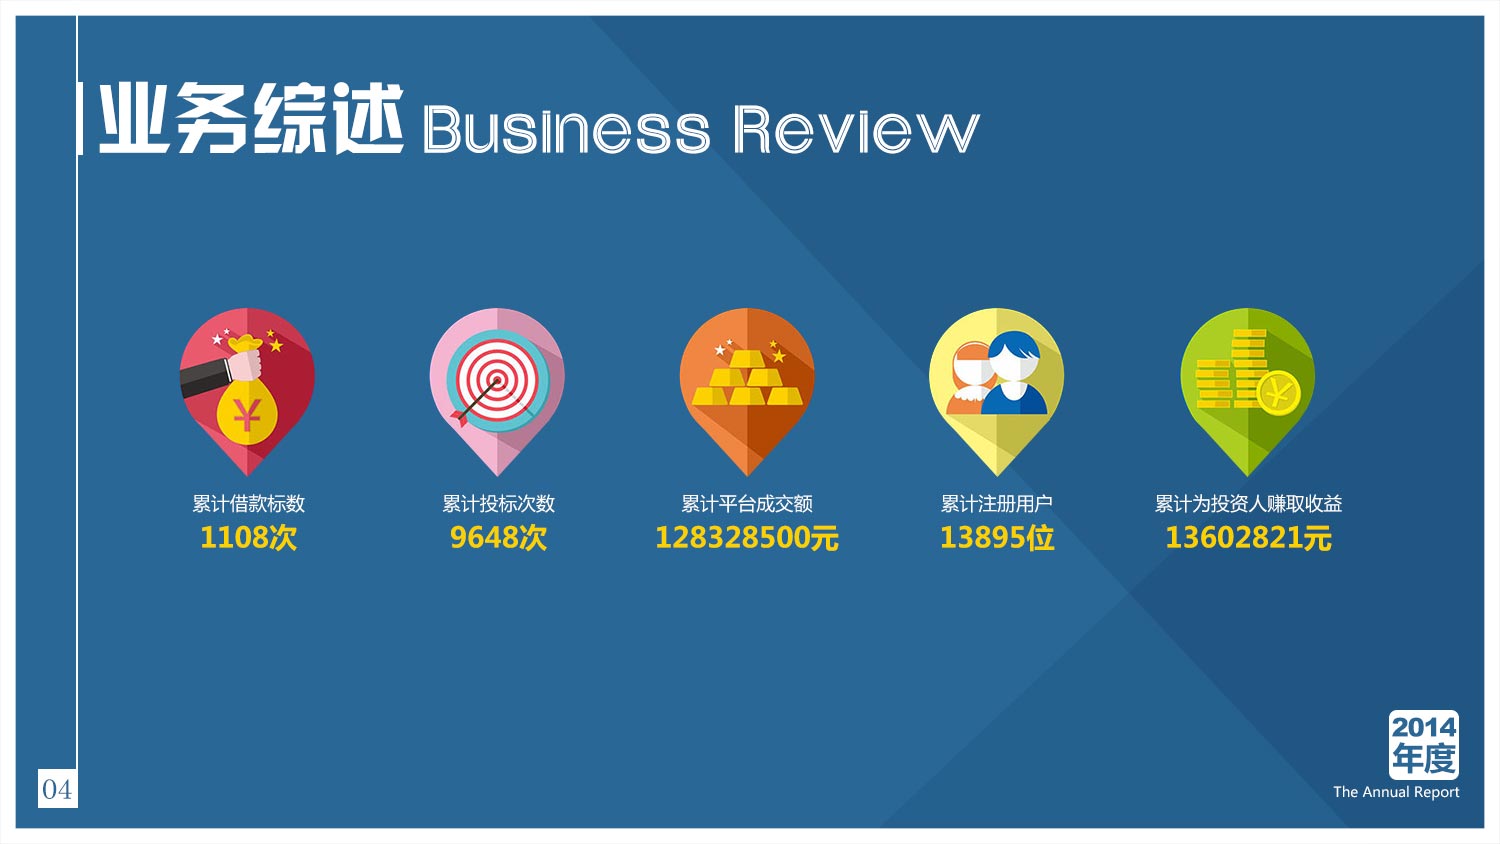 业务综述 Business Review
¥
¥
累计借款标数
1108次
累计投标次数
9648次
累计平台成交额
128328500元
累计注册用户
13895位
累计为投资人赚取收益
13602821元
2014
年度
The Annual Report
04